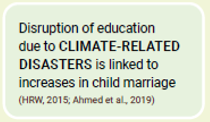 Disruption of education
due to CLIMATE-RELATED
DISASTERS is linked to
increases in child marriage
(HRW, 2015; Ahmed et al., 2019)